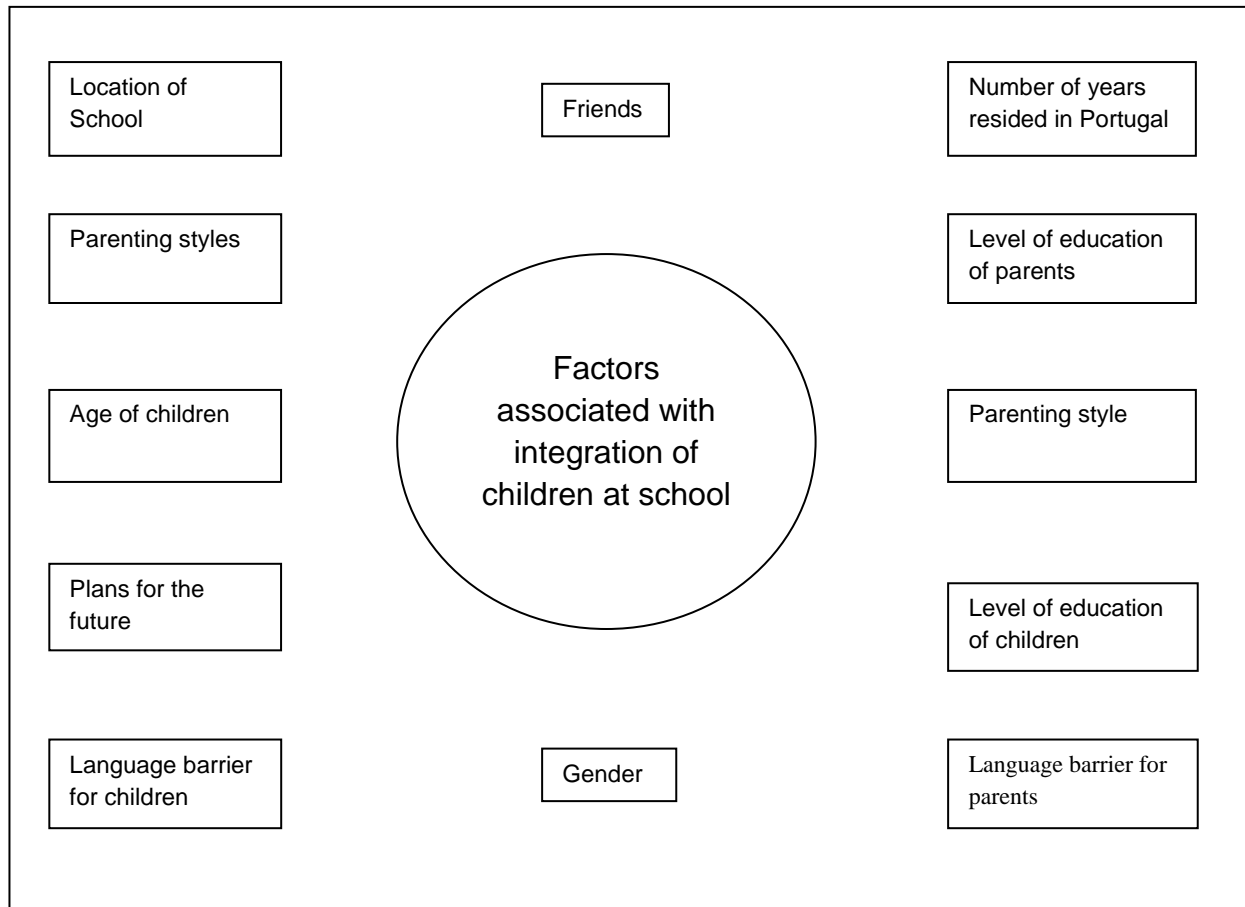 Location of
School
Friends
Number of years
resided in Portugal
Parenting styles
Level of education
of parents
Factors
associated with
integration of
children at school
Age of children
Parenting style
Plans for the
future
Level of education
of children
Language barrier
for children
Gender
Language barrier for
parents